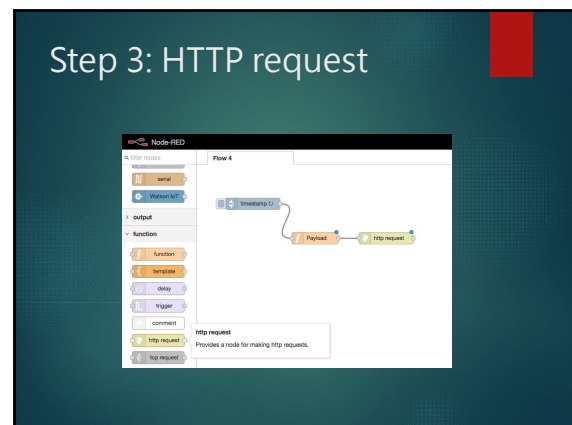 Step 3: HTTP request
Node-RED
filter nodes
Flow 4
serial
Watson IoT
output
function
function
template
delay
trigger
comment
http request
tcp request
timestamp ↻
Payload
http request
http request
Provides a node for making http requests.